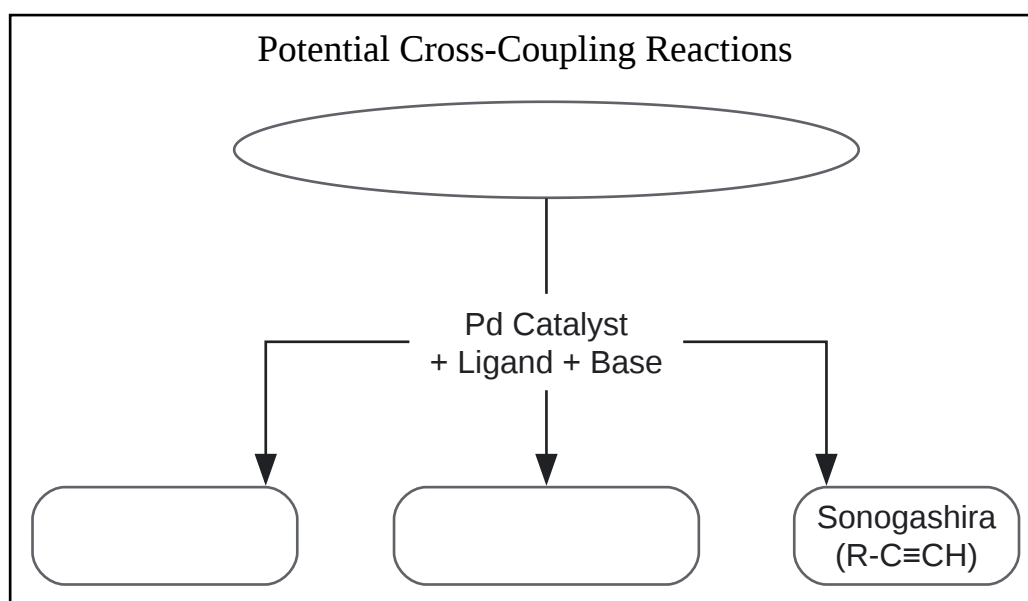 Potential Cross-Coupling Reactions
Pd Catalyst
+ Ligand + Base
Sonogashira
(R-C≡CH)